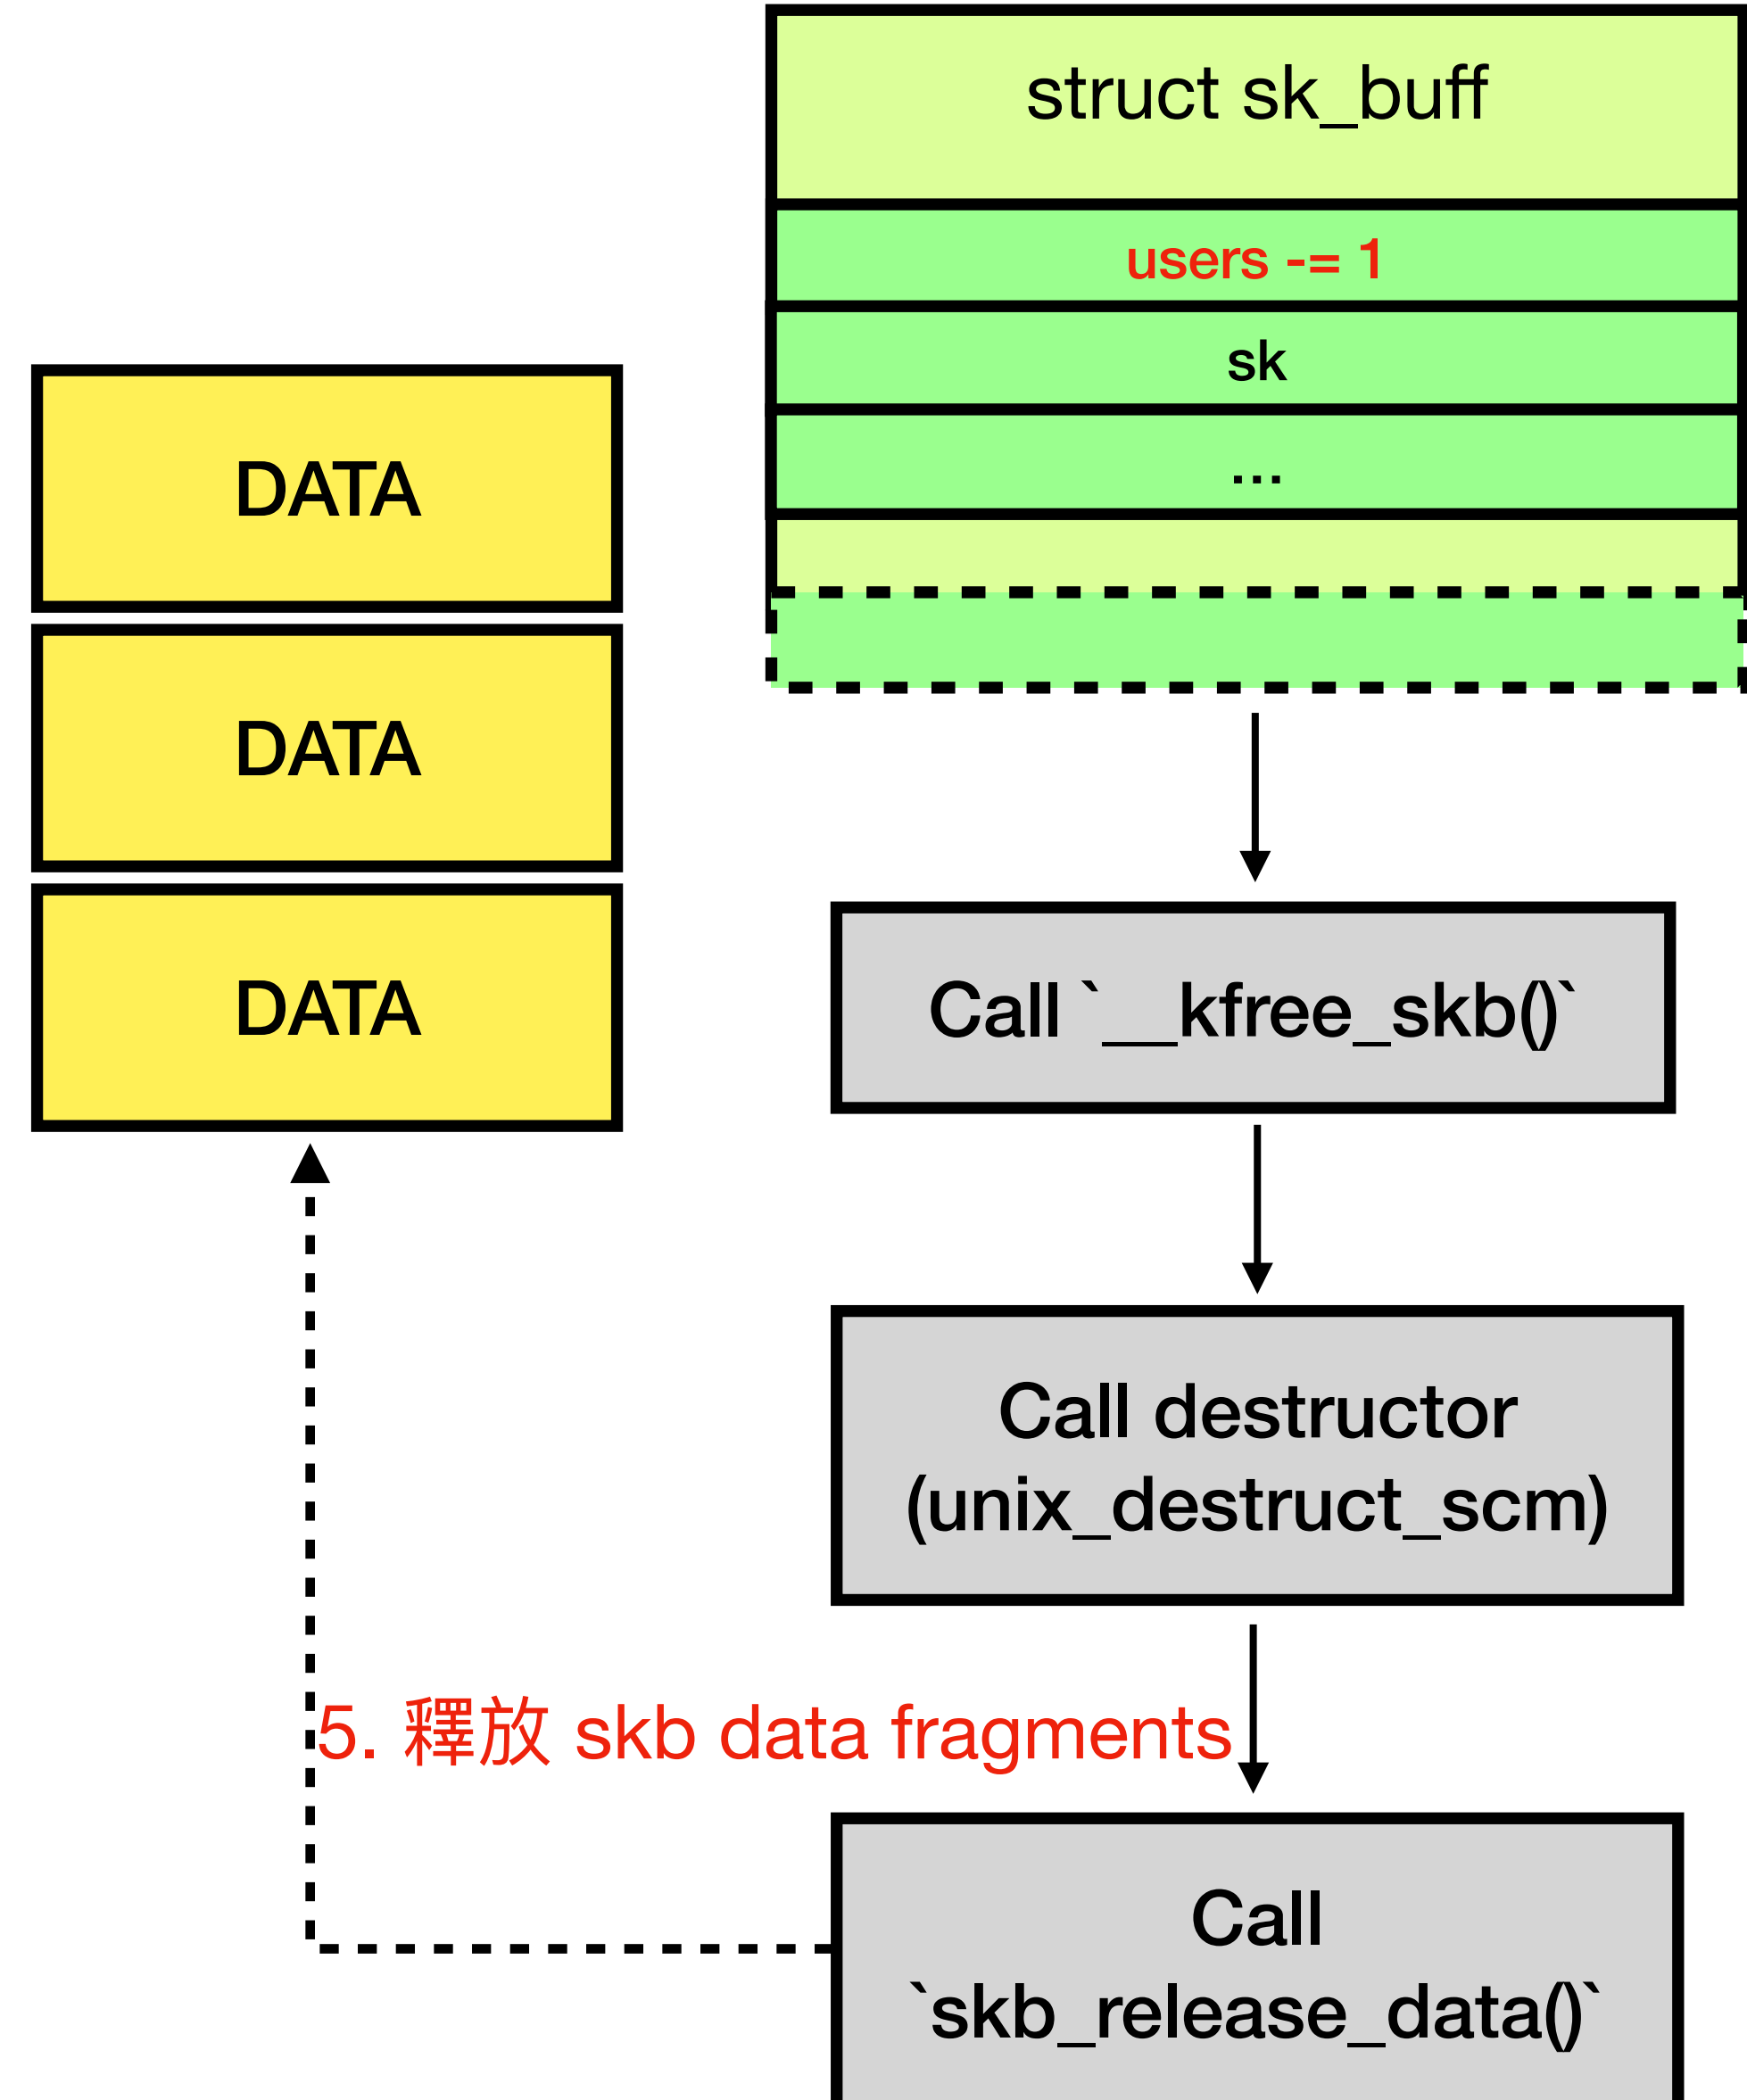 struct sk_buff
users -= 1
sk
...
DATA
DATA
DATA
Call `__kfree_skb()`
Call destructor
(unix_destruct_scm)
5. 釋放 skb data fragments
Call
`skb_release_data()`